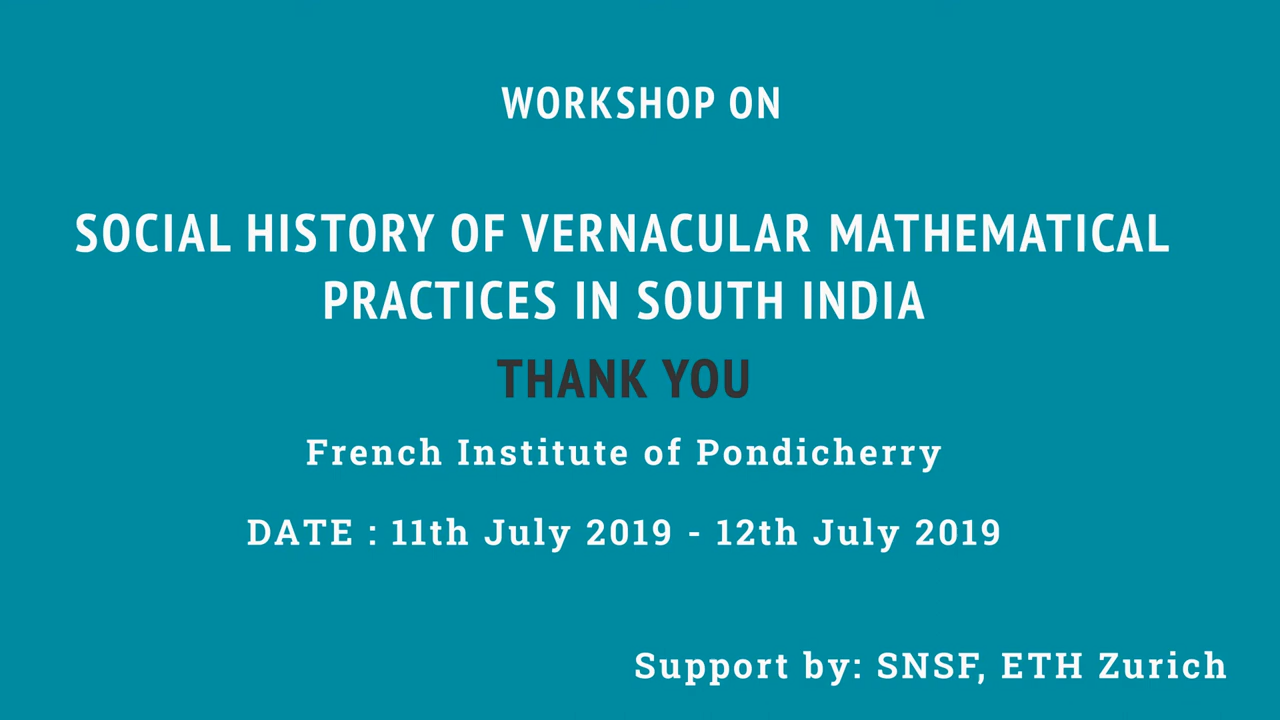 WORKSHOP ON
SOCIAL HISTORY OF VERNACULAR MATHEMATICAL
PRACTICES IN SOUTH INDIA
THANK YOU
French Institute of Pondicherry
DATE : 11th July 2019 - 12th July 2019
Support by: SNSF, ETH Zurich